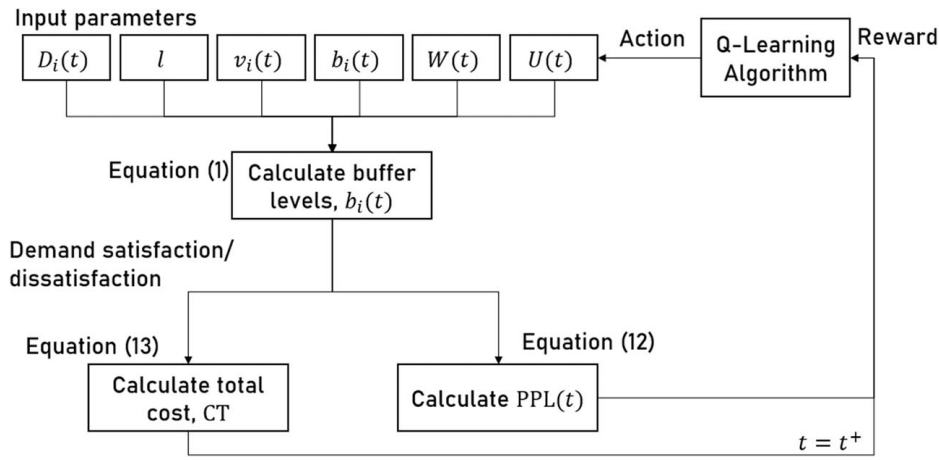 Input parameters
D_i(t)
l
v_i(t)
b_i(t)
W(t)
U(t)
Action
Q-Learning
Algorithm
Reward
Equation (1)
Calculate buffer
levels, b_i(t)
Demand satisfaction/
dissatisfaction
Equation (13)
Equation (12)
Calculate total
cost, CT
Calculate PPL(t)
t = t⁺